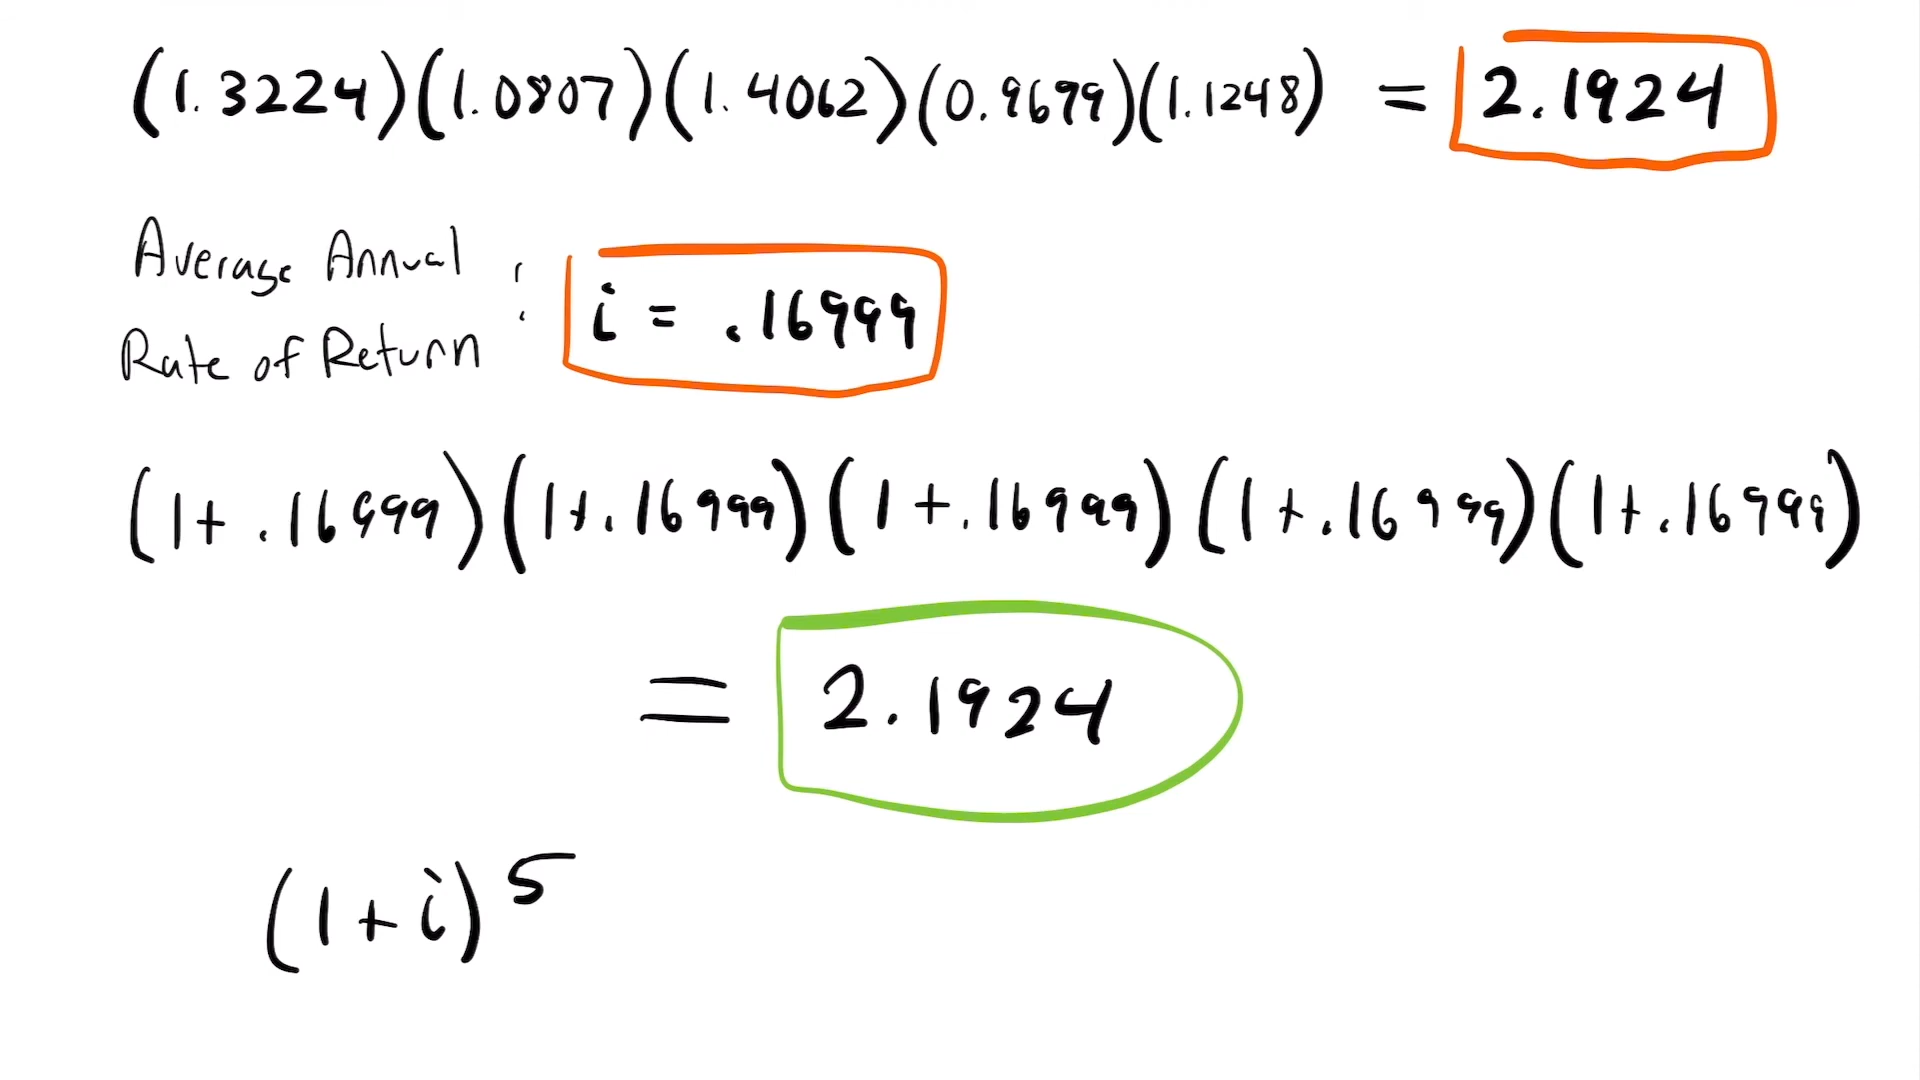 (1.3224)(1.0807)(1.4062)(0.9699)(1.1248) = 2.1924
Average Annual
Rate of Return : i = .16999
(1+.16999)(1+.16999)(1+.16999)(1+.16999)(1+.16999)
= 2.1924
(1+i)⁵